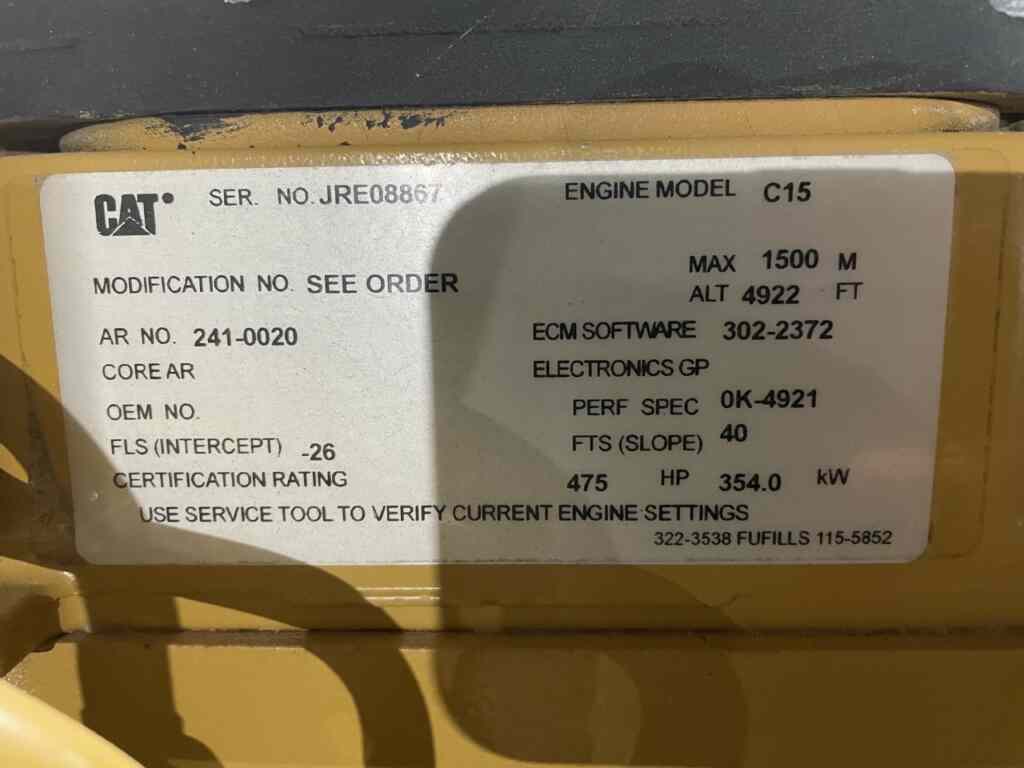 CAT SER. NO. JRE08867 ENGINE MODEL C15
MAX 1500 M
MODIFICATION NO. SEE ORDER ALT 4922 FT
AR NO. 241-0020 ECM SOFTWARE 302-2372
CORE AR ELECTRONICS GP
OEM NO. PERF SPEC 0K-4921
FLS (INTERCEPT) -26 FTS (SLOPE) 40
CERTIFICATION RATING 475 HP 354.0 kW
USE SERVICE TOOL TO VERIFY CURRENT ENGINE SETTINGS
322-3538 FUFILLS 115-5852